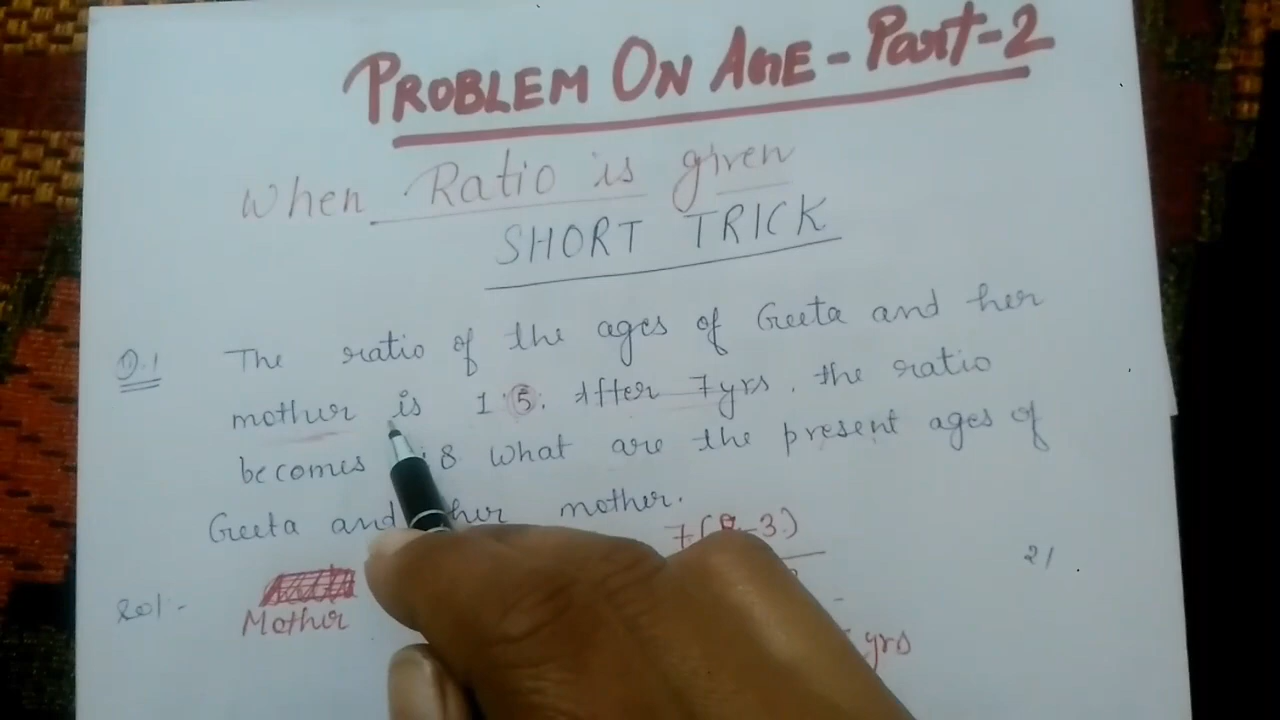 PROBLEM ON AGE - Part-2
When Ratio is given
SHORT TRICK
Q.1 The ratio of the ages of Geeta and her
mother is 1:5. After 7yrs. the ratio
becomes :8 what are the present ages of
Geeta and her mother.
7( -3)
21
Sol:-
Mother
yrs